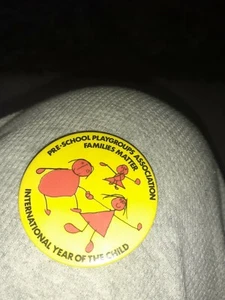 PRE-SCHOOL PLAYGROUPS ASSOCIATION
FAMILIES MATTER
INTERNATIONAL YEAR OF THE CHILD